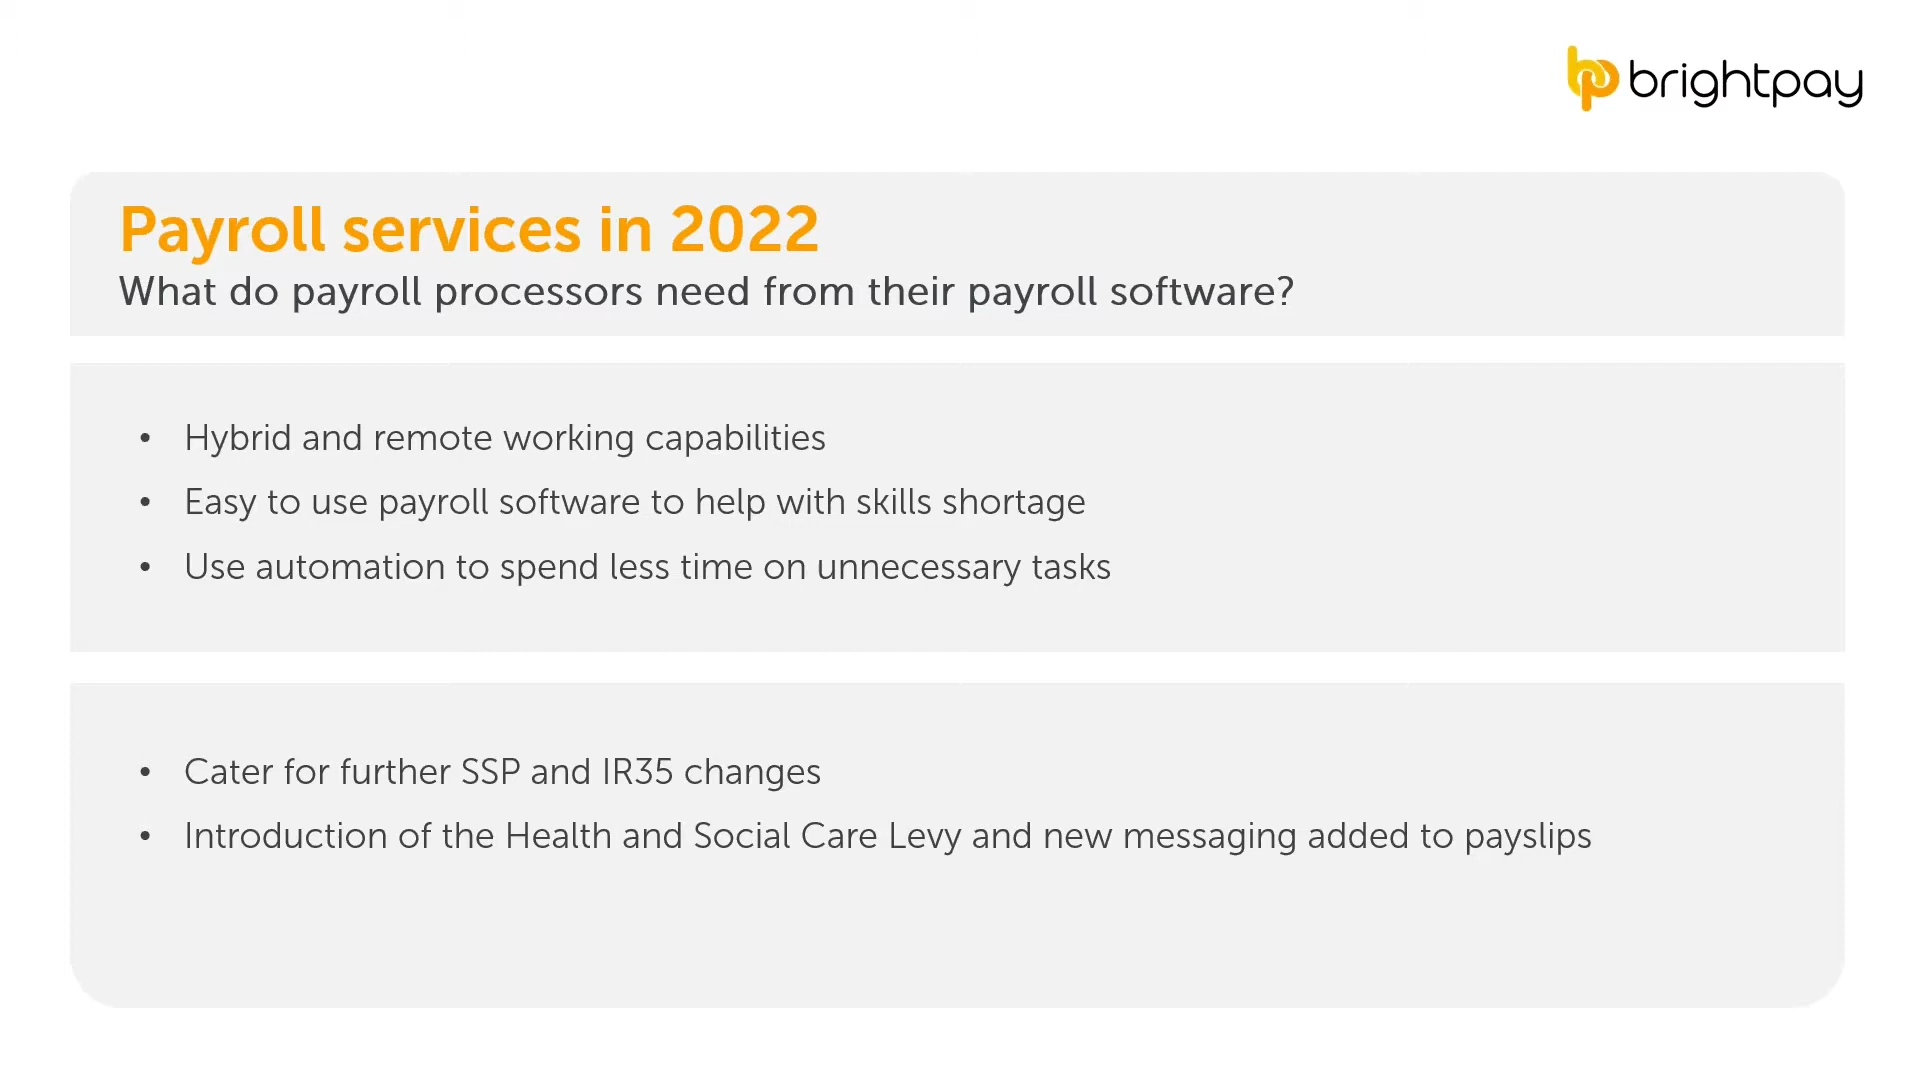 brightpay
Payroll services in 2022
What do payroll processors need from their payroll software?
• Hybrid and remote working capabilities
• Easy to use payroll software to help with skills shortage
• Use automation to spend less time on unnecessary tasks
• Cater for further SSP and IR35 changes
• Introduction of the Health and Social Care Levy and new messaging added to payslips